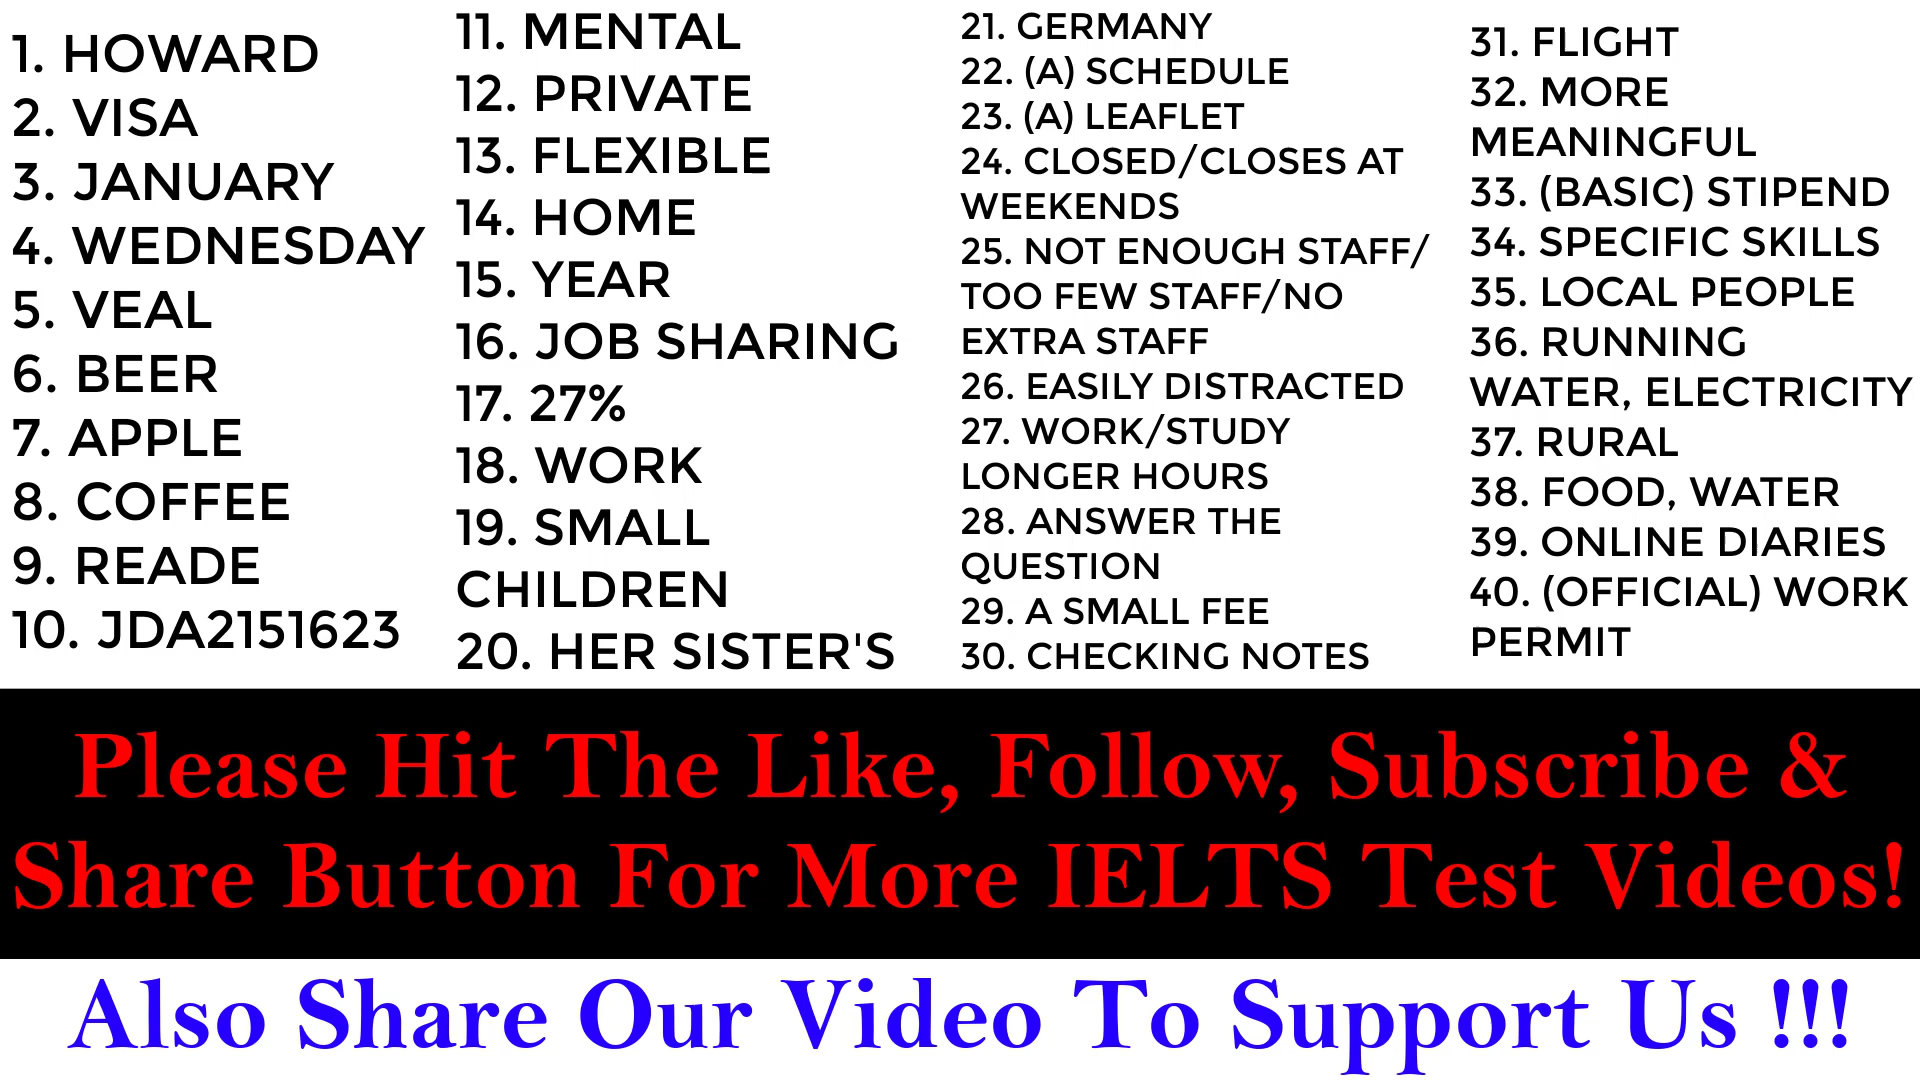 1. HOWARD
2. VISA
3. JANUARY
4. WEDNESDAY
5. VEAL
6. BEER
7. APPLE
8. COFFEE
9. READE
10. JDA2151623
11. MENTAL
12. PRIVATE
13. FLEXIBLE
14. HOME
15. YEAR
16. JOB SHARING
17. 27%
18. WORK
19. SMALL
CHILDREN
20. HER SISTER'S
21. GERMANY
22. (A) SCHEDULE
23. (A) LEAFLET
24. CLOSED/CLOSES AT
WEEKENDS
25. NOT ENOUGH STAFF/
TOO FEW STAFF/NO
EXTRA STAFF
26. EASILY DISTRACTED
27. WORK/STUDY
LONGER HOURS
28. ANSWER THE
QUESTION
29. A SMALL FEE
30. CHECKING NOTES
31. FLIGHT
32. MORE
MEANINGFUL
33. (BASIC) STIPEND
34. SPECIFIC SKILLS
35. LOCAL PEOPLE
36. RUNNING
WATER, ELECTRICITY
37. RURAL
38. FOOD, WATER
39. ONLINE DIARIES
40. (OFFICIAL) WORK
PERMIT
Please Hit The Like, Follow, Subscribe &
Share Button For More IELTS Test Videos!
Also Share Our Video To Support Us !!!